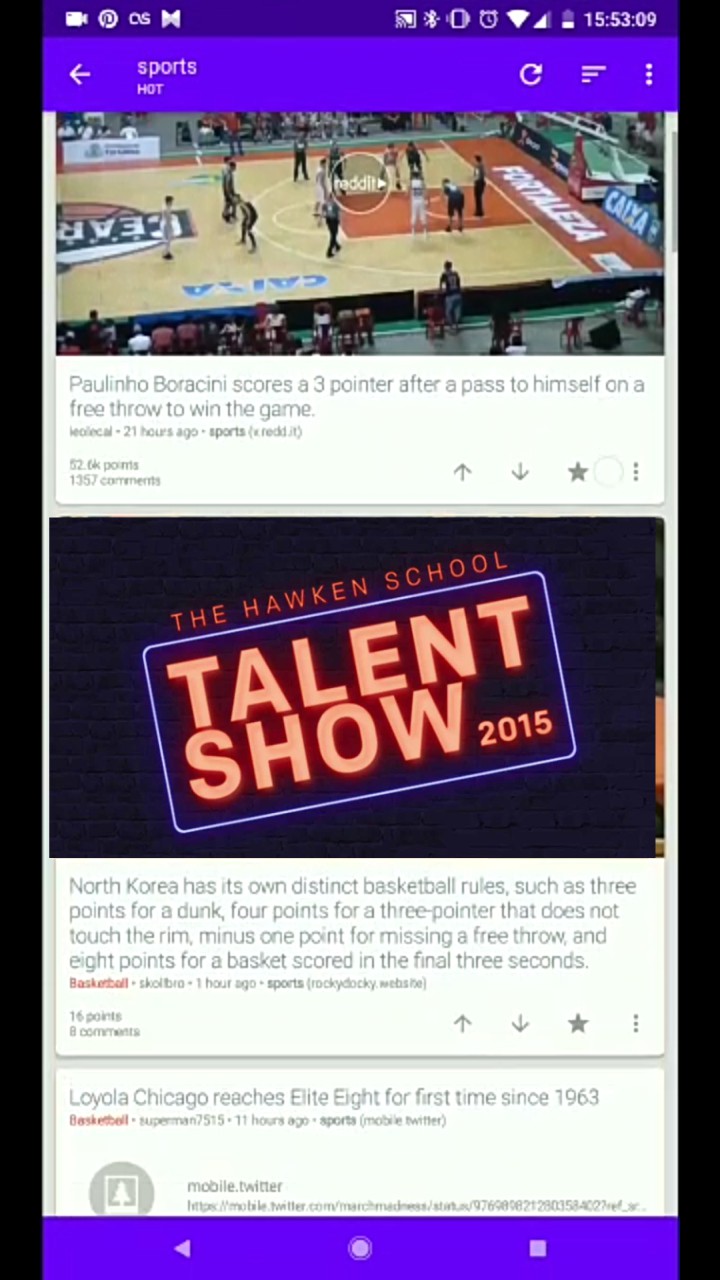 15:53:09
sports
HOT
reddit
FORTALEZA
CAIXA
CEAR
CAIXA
Paulinho Boracini scores a 3 pointer after a pass to himself on a
free throw to win the game.
leolecal • 21 hours ago • sports (v.redd.it)
52.6k points
1357 comments
THE HAWKEN SCHOOL
TALENT
SHOW 2015
North Korea has its own distinct basketball rules, such as three
points for a dunk, four points for a three-pointer that does not
touch the rim, minus one point for missing a free throw, and
eight points for a basket scored in the final three seconds.
Basketball • skollbro • 1 hour ago • sports (rockydocky.website)
16 points
8 comments
Loyola Chicago reaches Elite Eight for first time since 1963
Basketball • superman7515 • 11 hours ago • sports (mobile.twitter)
mobile.twitter
https://mobile.twitter.com/marchmadness/status/976989821280358402?ref_sr...